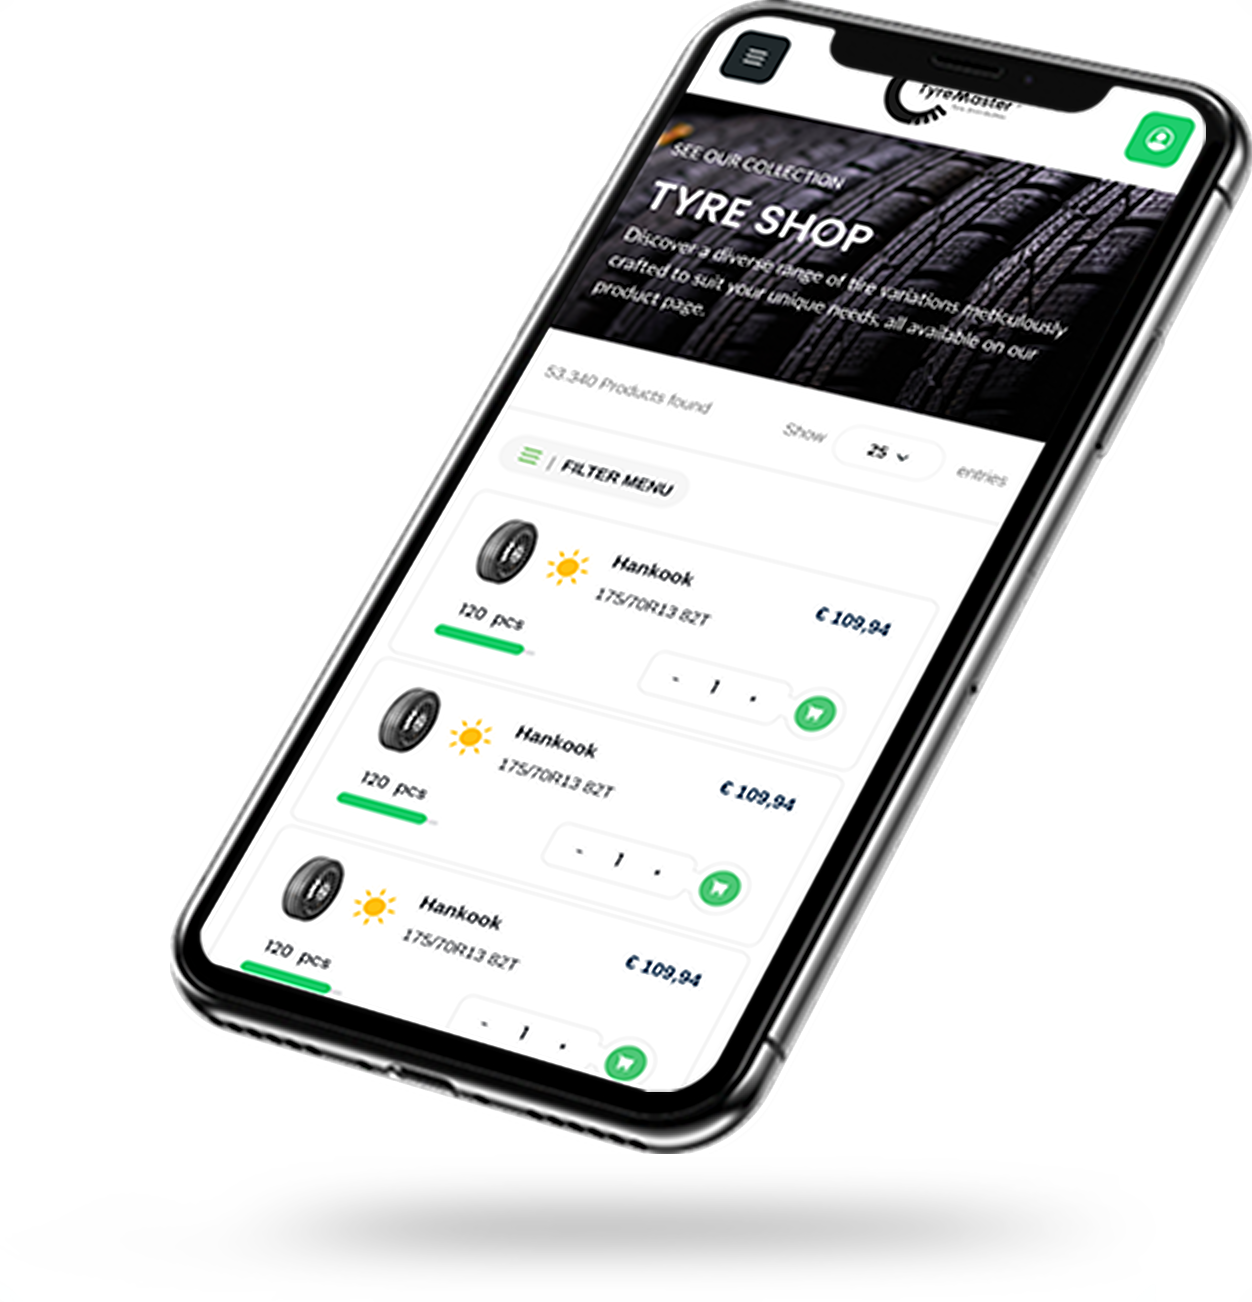 TyreMaster
SEE OUR COLLECTION
TYRE SHOP
Discover a diverse range of tire variations meticulously
crafted to suit your unique needs, all available on our
product page.
53.340 Products found
Show 25 entries
| FILTER MENU
Hankook
175/70R13 82T
€ 109,94
120 pcs
- 1 +
Hankook
175/70R13 82T
€ 109,94
120 pcs
- 1 +
Hankook
175/70R13 82T
€ 109,94
120 pcs
- 1 +